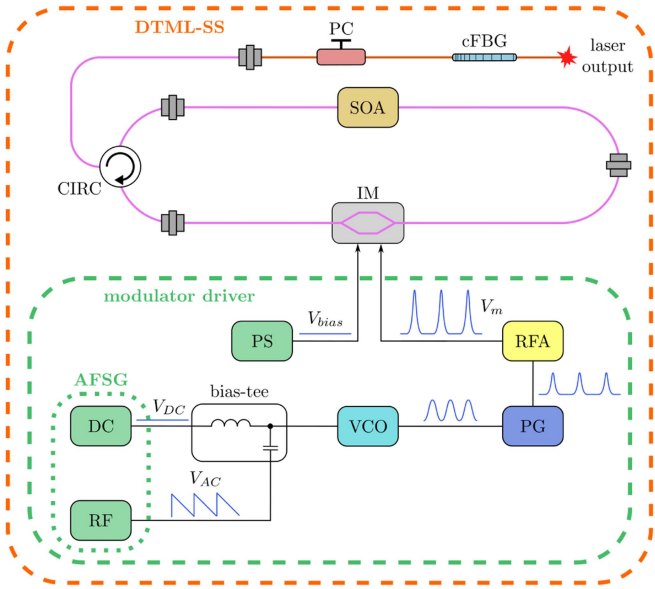 DTML-SS
PC
cFBG
laser
output
SOA
CIRC
IM
modulator driver
V_bias
V_m
PS
RFA
AFSG
bias-tee
V_DC
DC
VCO
PG
V_AC
RF